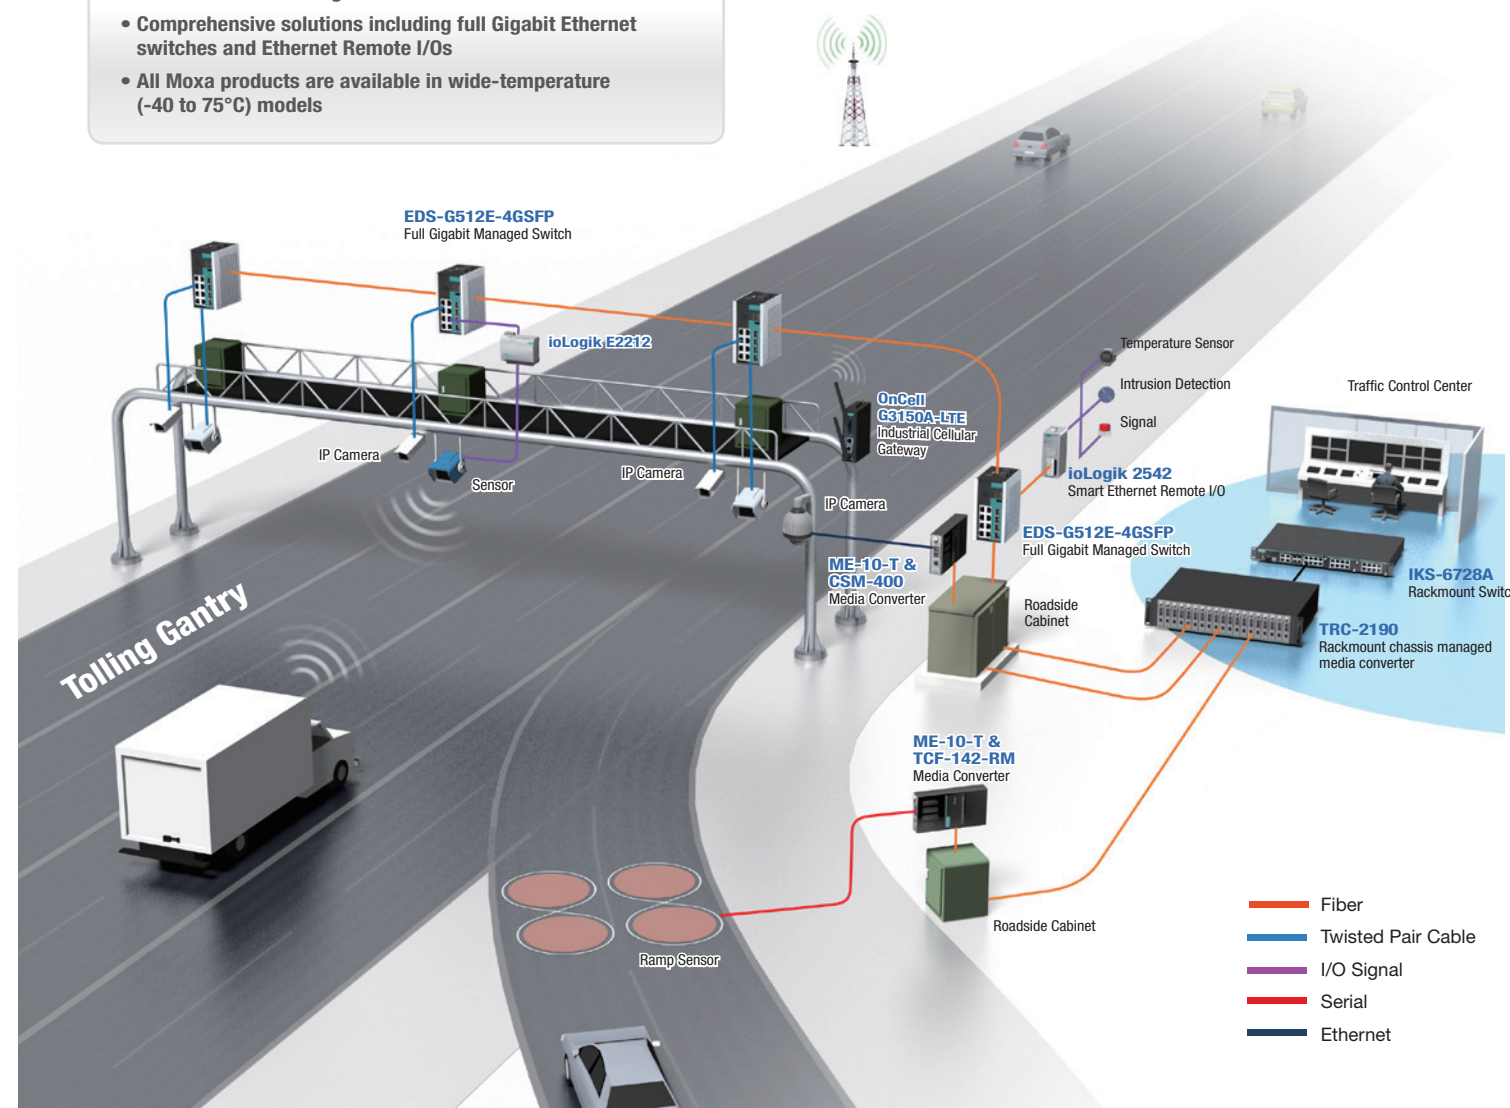 • Comprehensive solutions including full Gigabit Ethernet
switches and Ethernet Remote I/Os
• All Moxa products are available in wide-temperature
(-40 to 75°C) models
EDS-G512E-4GSFP
Full Gigabit Managed Switch
ioLogik E2212
Temperature Sensor
Intrusion Detection
Signal
Traffic Control Center
OnCell
G3150A-LTE
Industrial Cellular
Gateway
IP Camera
Sensor
IP Camera
IP Camera
ioLogik 2542
Smart Ethernet Remote I/O
EDS-G512E-4GSFP
Full Gigabit Managed Switch
ME-10-T &
CSM-400
Media Converter
Roadside
Cabinet
IKS-6728A
Rackmount Switc
TRC-2190
Rackmount chassis managed
media converter
Tolling Gantry
ME-10-T &
TCF-142-RM
Media Converter
Roadside Cabinet
Ramp Sensor
Fiber
Twisted Pair Cable
I/O Signal
Serial
Ethernet